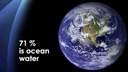 71 %
is ocean
water